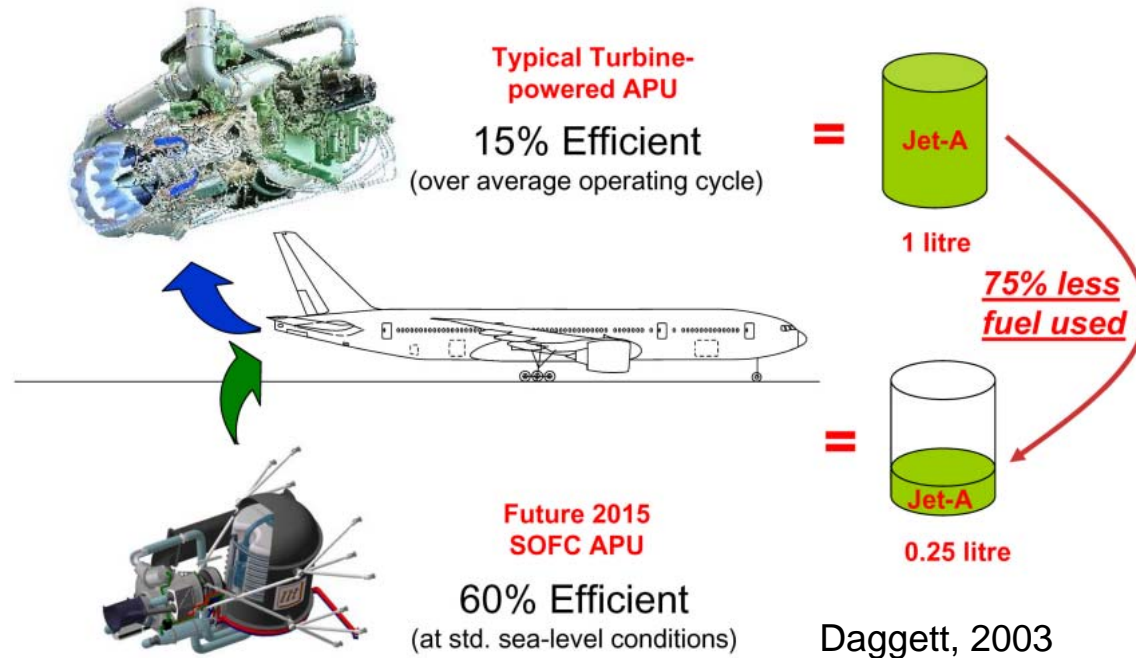 Typical Turbine-
powered APU
15% Efficient
(over average operating cycle)
=
Jet-A
1 litre
75% less
fuel used
=
Jet-A
0.25 litre
Future 2015
SOFC APU
60% Efficient
(at std. sea-level conditions)
Daggett, 2003